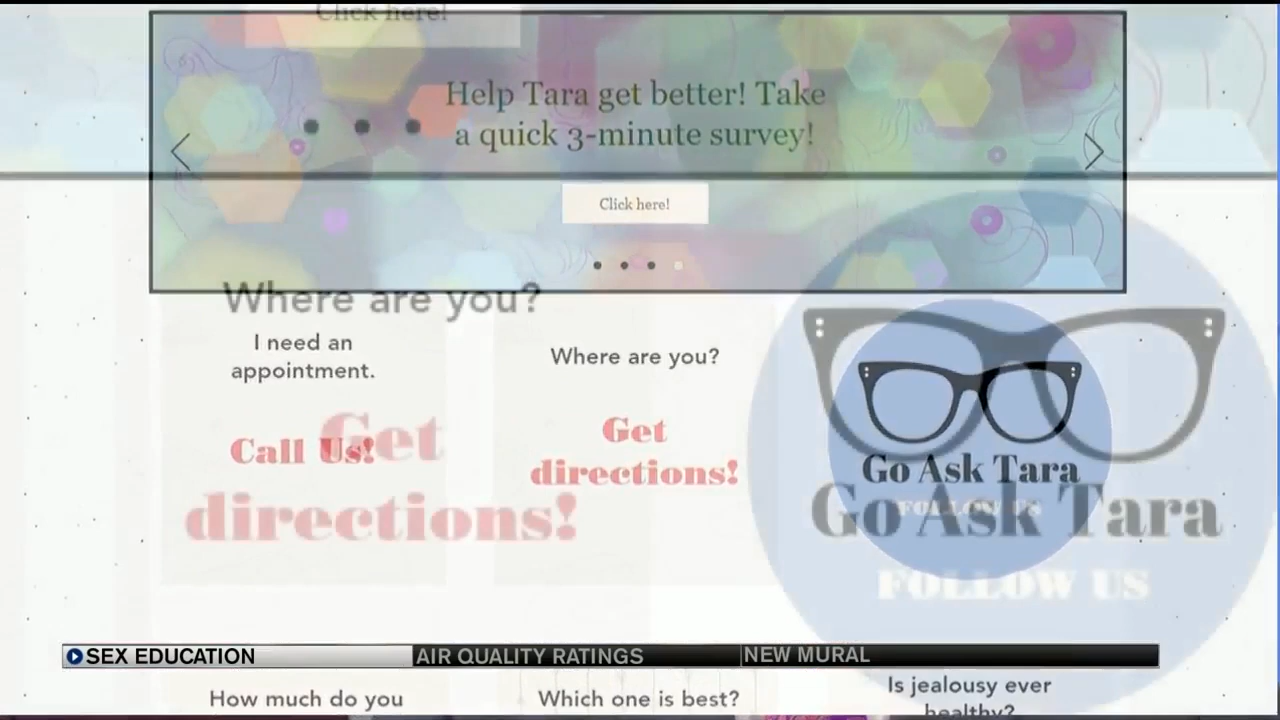 Click here!
Help Tara get better! Take
a quick 3-minute survey!
Click here!
Where are you?
I need an
appointment.
Where are you?
Call Us!
Get
directions!
Get
directions!
Go Ask Tara
FOLLOW US
Go Ask Tara
FOLLOW US
SEX EDUCATION
AIR QUALITY RATINGS
NEW MURAL
How much do you
Which one is best?
Is jealousy ever
healthy?